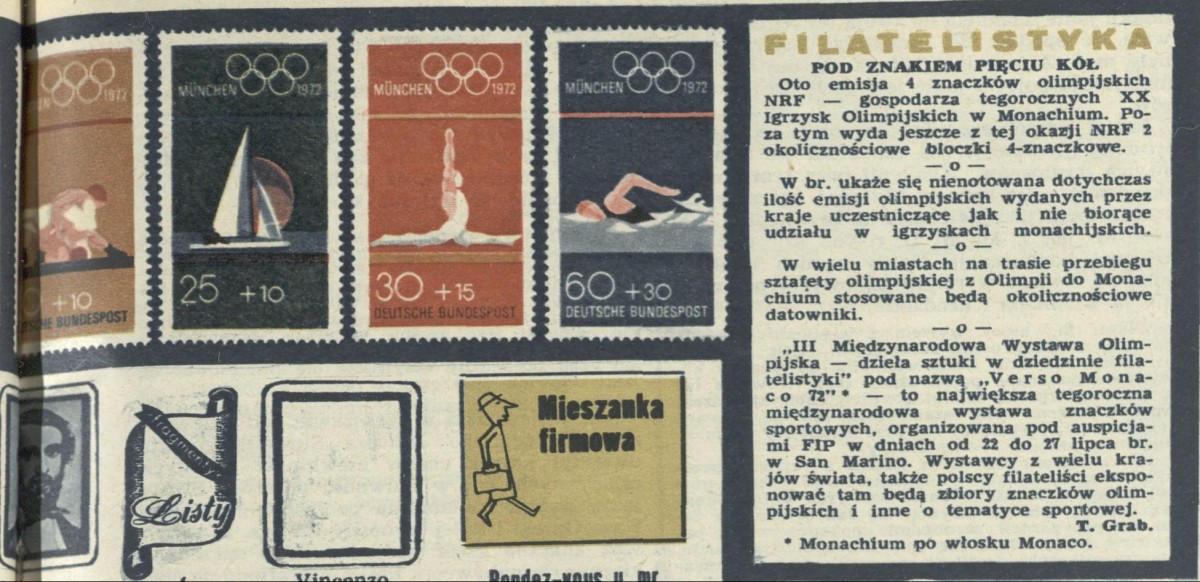 1972
+10
DEUTSCHE BUNDESPOST
MÜNCHEN 1972
25 +10
MÜNCHEN 1972
30 +15
DEUTSCHE BUNDESPOST
MÜNCHEN 1972
60 +30
DEUTSCHE BUNDESPOST
FILATELISTYKA
POD ZNAKIEM PIĘCIU KÓŁ
Oto emisja 4 znaczków olimpijskich
NRF — gospodarza tegorocznych XX
Igrzysk Olimpijskich w Monachium. Po-
za tym wyda jeszcze z tej okazji NRF 2
okolicznościowe bloczki 4-znaczkowe.
— o —
W br. ukaże się nienotowana dotychczas
ilość emisji olimpijskich wydanych przez
kraje uczestniczące jak i nie biorące
udziału w igrzyskach monachijskich.
— o —
W wielu miastach na trasie przebiegu
sztafety olimpijskiej z Olimpii do Mona-
chium stosowane będą okolicznościowe
datowniki.
— o —
„III Międzynarodowa Wystawa Olim-
pijska — dzieła sztuki w dziedzinie fila-
telistyki" pod nazwą „Verso Mona-
co 72"* — to największa tegoroczna
międzynarodowa wystawa znaczków
sportowych, organizowana pod auspicja-
mi FIP w dniach od 22 do 27 lipca br.
w San Marino. Wystawcy z wielu kra-
jów świata, także polscy filateliści ekspo-
nować tam będą zbiory znaczków olim-
pijskich i inne o tematyce sportowej.
T. Grab.
* Monachium po włosku Monaco.
fragmenty
Listy
Mieszanka
firmowa
Vincenzo
Rendez-vous u mr